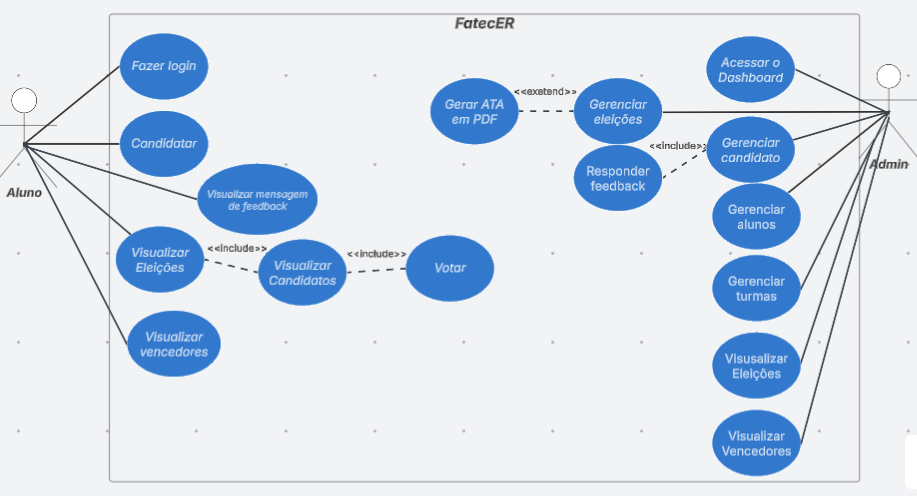 FatecER
Fazer login
Candidatar
Visualizar mensagem
de feedback
Visualizar
Eleições
<<include>>
Visualizar
Candidatos
<<include>>
Votar
Visualizar
vencedores
Aluno
Gerar ATA
em PDF
<<exetend>>
Gerenciar
eleições
Responder
feedback
<<include>>
Acessar o
Dashboard
Gerenciar
candidato
Gerenciar
alunos
Gerenciar
turmas
Visusalizar
Eleições
Visualizar
Vencedores
Admin